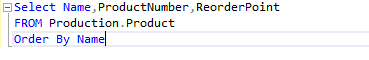 Select Name,ProductNumber,ReorderPoint
FROM Production.Product
Order By Name